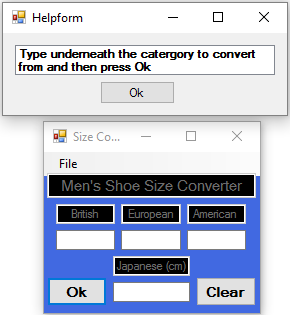 Helpform
Type underneath the catergory to convert
from and then press Ok
Ok
Size Co...
File
Men's Shoe Size Converter
British European American
Japanese (cm)
Ok Clear